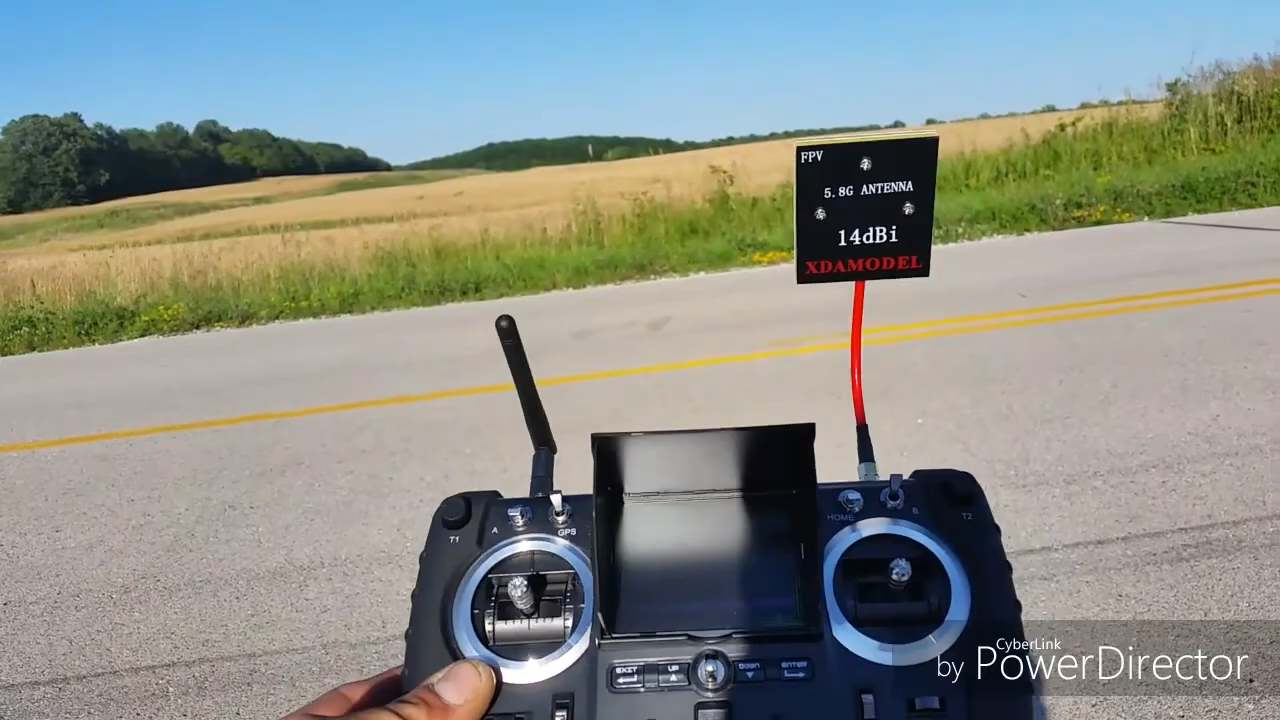 FPV
5.8G ANTENNA
14dBi
XDAMODEL
T1
A
GPS
HOME
B
T2
EXIT
UP
DOWN
ENTER
CyberLink
by PowerDirector